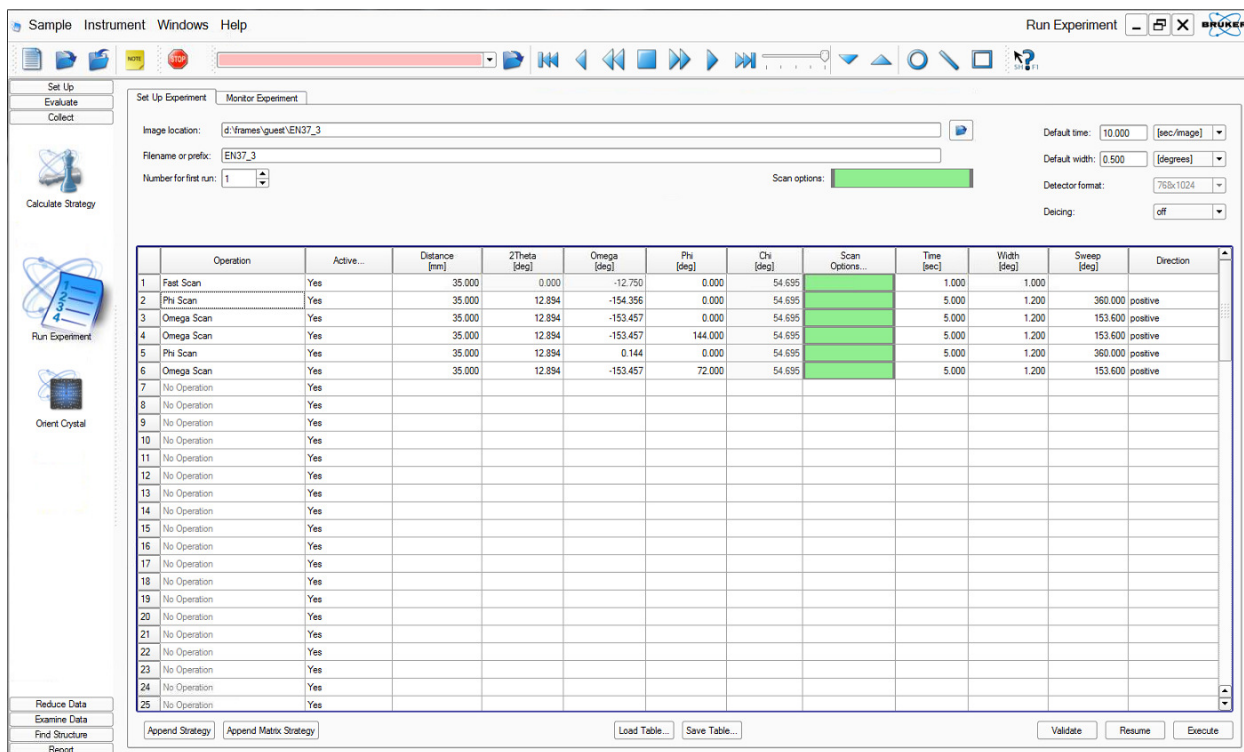 Sample Instrument Windows Help Run Experiment BRUKER
NOTE STOP
Set Up
Evaluate
Collect
Calculate Strategy
Run Experiment
Orient Crystal
Reduce Data
Examine Data
Find Structure
Report
Set Up Experiment Monitor Experiment
Image location: d:\frames\guest\EN37_3
Filename or prefix: EN37_3
Number for first run: 1 Scan options:
Default time: 10.000 [sec/image]
Default width: 0.500 [degrees]
Detector format: 768x1024
Deicing: off
Operation Active... Distance [mm] 2Theta [deg] Omega [deg] Phi [deg] Chi [deg] Scan Options... Time [sec] Width [deg] Sweep [deg] Direction
1 Fast Scan Yes 35.000 0.000 -12.750 0.000 54.695 1.000 1.000
2 Phi Scan Yes 35.000 12.894 -154.356 0.000 54.695 5.000 1.200 360.000 positive
3 Omega Scan Yes 35.000 12.894 -153.457 0.000 54.695 5.000 1.200 153.600 positive
4 Omega Scan Yes 35.000 12.894 -153.457 144.000 54.695 5.000 1.200 153.600 positive
5 Phi Scan Yes 35.000 12.894 0.144 0.000 54.695 5.000 1.200 360.000 positive
6 Omega Scan Yes 35.000 12.894 -153.457 72.000 54.695 5.000 1.200 153.600 positive
7 No Operation Yes
8 No Operation Yes
9 No Operation Yes
10 No Operation Yes
11 No Operation Yes
12 No Operation Yes
13 No Operation Yes
14 No Operation Yes
15 No Operation Yes
16 No Operation Yes
17 No Operation Yes
18 No Operation Yes
19 No Operation Yes
20 No Operation Yes
21 No Operation Yes
22 No Operation Yes
23 No Operation Yes
24 No Operation Yes
25 No Operation Yes
Append Strategy Append Matrix Strategy Load Table... Save Table... Validate Resume Execute